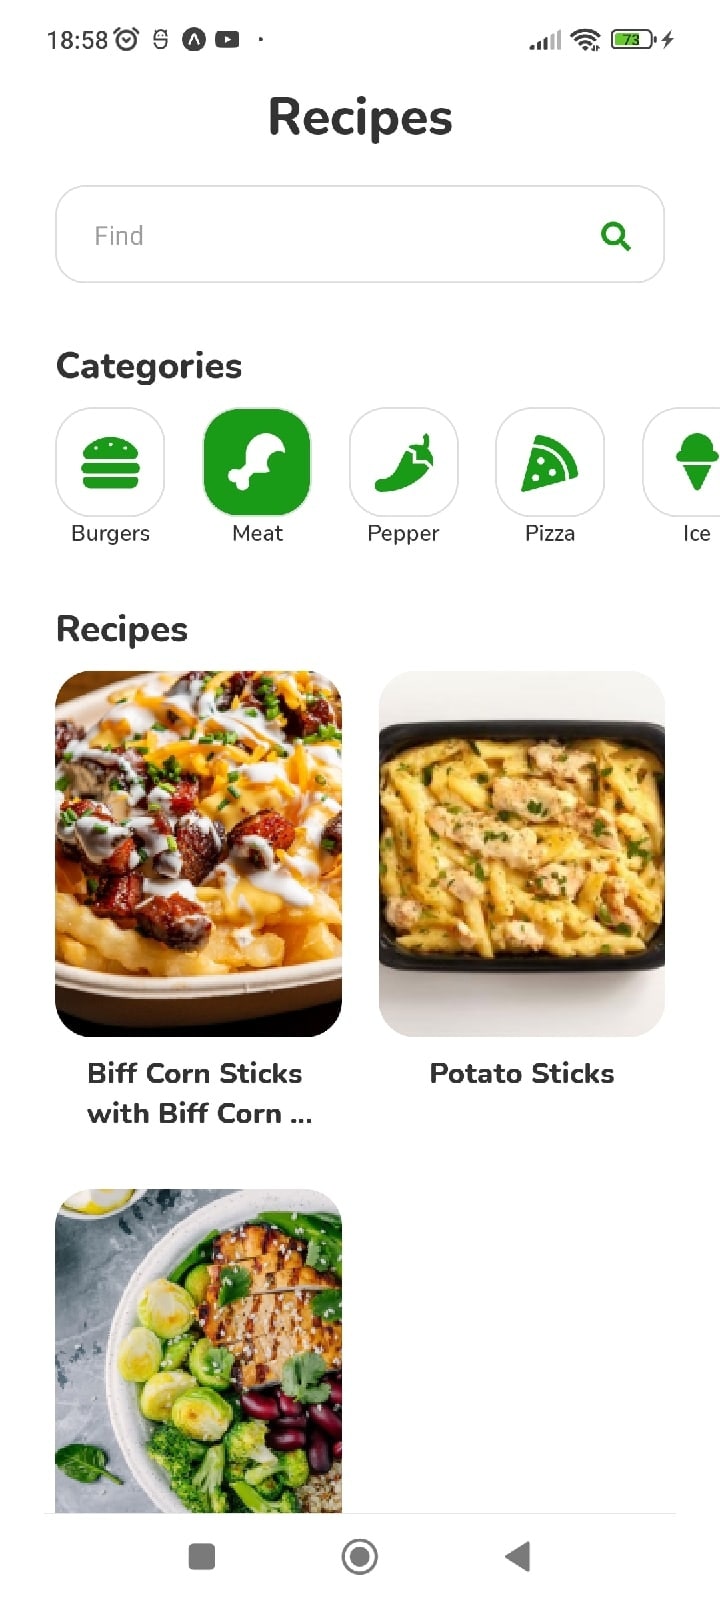 18:58
73
Recipes
Find
Categories
Burgers
Meat
Pepper
Pizza
Ice
Recipes
Biff Corn Sticks
with Biff Corn ...
Potato Sticks